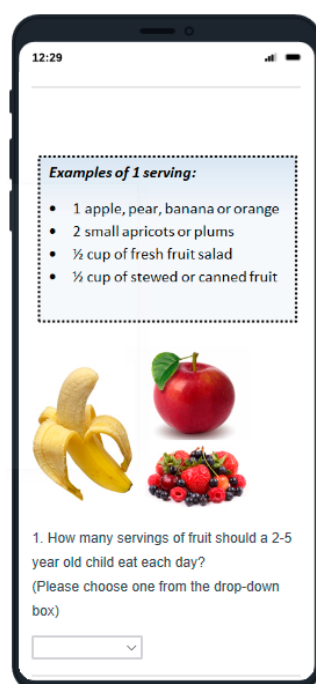 12:29
Examples of 1 serving:
• 1 apple, pear, banana or orange
• 2 small apricots or plums
• ½ cup of fresh fruit salad
• ½ cup of stewed or canned fruit
1. How many servings of fruit should a 2-5
year old child eat each day?
(Please choose one from the drop-down
box)